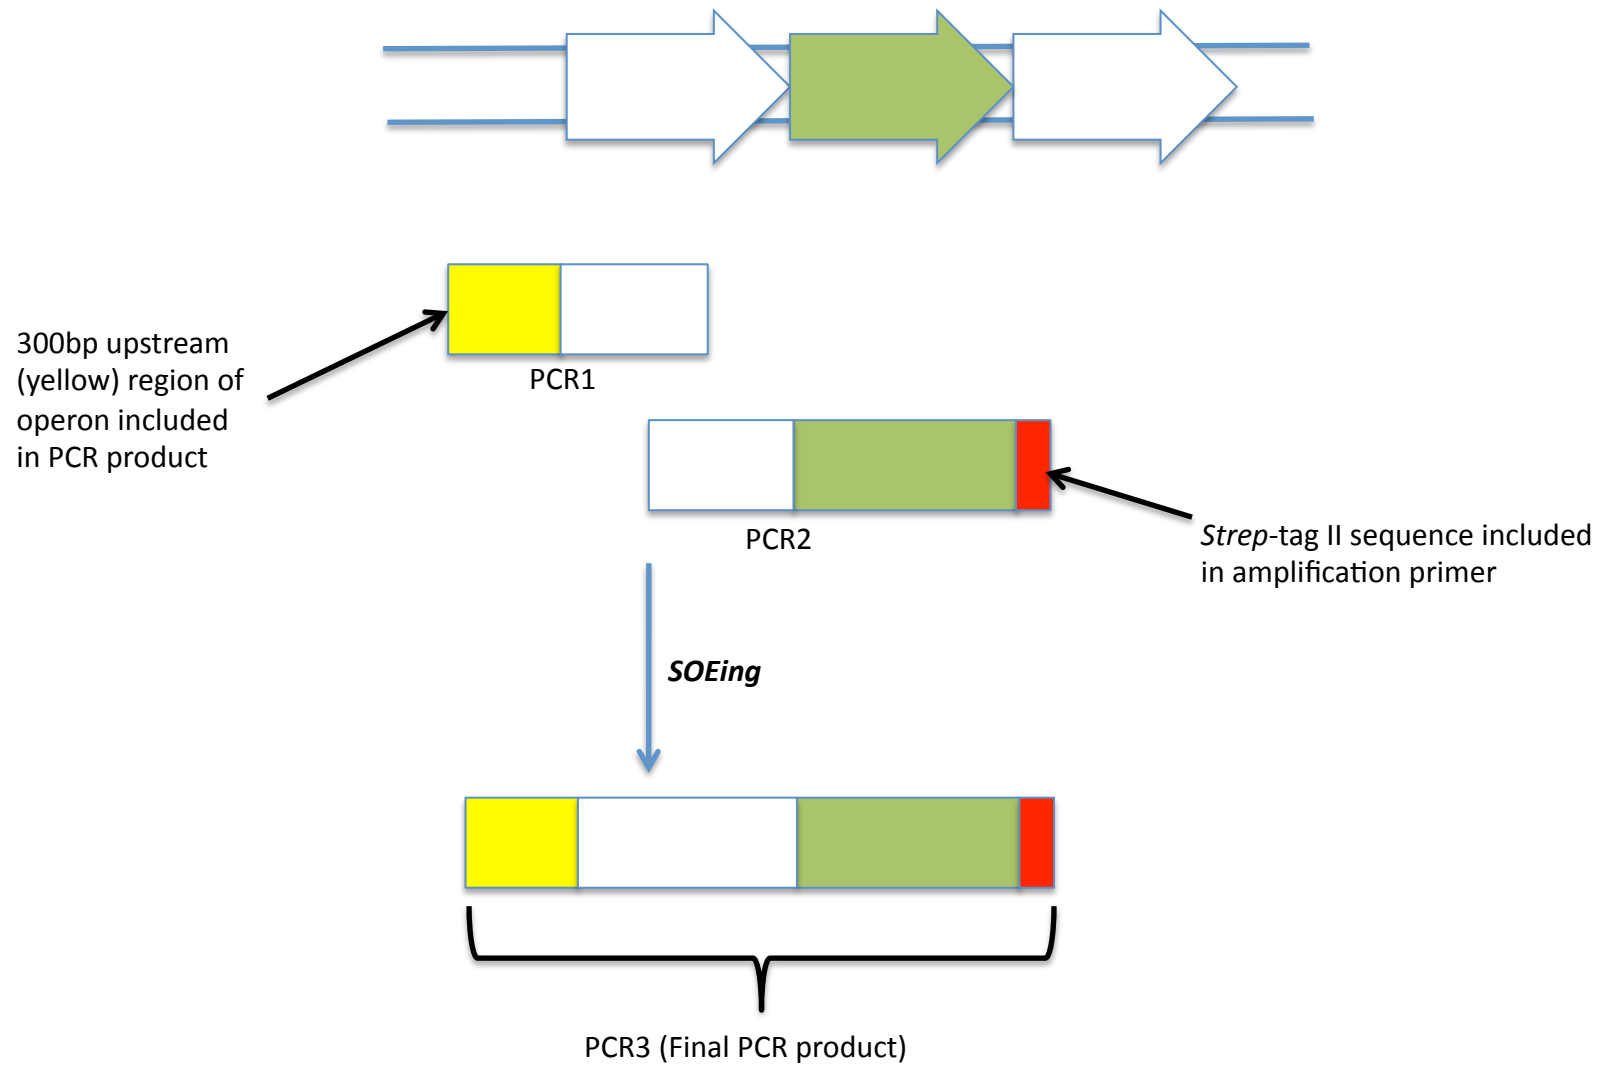 300bp upstream
(yellow) region of
operon included
in PCR product
PCR1
PCR2
Strep-tag II sequence included
in amplification primer
SOEing
PCR3 (Final PCR product)